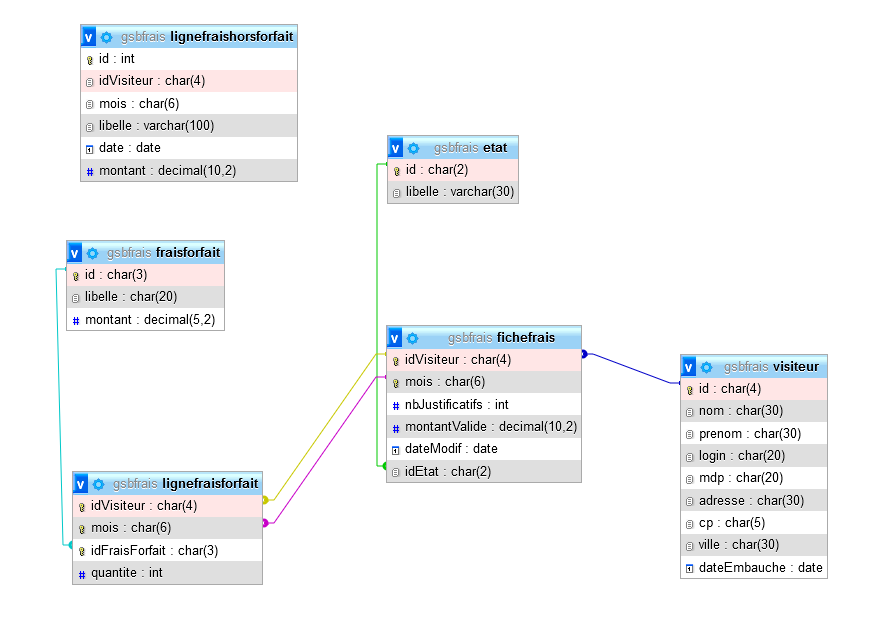 v gsbfrais lignefraishorsforfait
id : int
idVisiteur : char(4)
mois : char(6)
libelle : varchar(100)
date : date
# montant : decimal(10,2)
v gsbfrais etat
id : char(2)
libelle : varchar(30)
v gsbfrais fraisforfait
id : char(3)
libelle : char(20)
# montant : decimal(5,2)
v gsbfrais fichefrais
idVisiteur : char(4)
mois : char(6)
# nbJustificatifs : int
# montantValide : decimal(10,2)
dateModif : date
idEtat : char(2)
v gsbfrais visiteur
id : char(4)
nom : char(30)
prenom : char(30)
login : char(20)
mdp : char(20)
adresse : char(30)
cp : char(5)
ville : char(30)
dateEmbauche : date
v gsbfrais lignefraisforfait
idVisiteur : char(4)
mois : char(6)
idFraisForfait : char(3)
# quantite : int